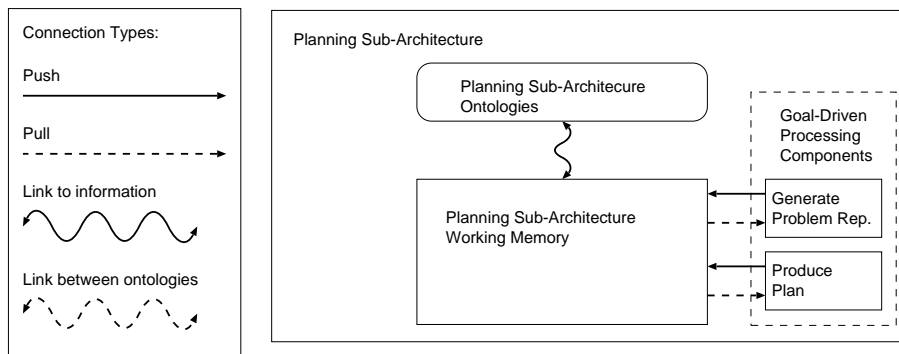 Connection Types:
Push
Pull
Link to information
Link between ontologies
Planning Sub-Architecture
Planning Sub-Architecure
Ontologies
Planning Sub-Architecture
Working Memory
Goal-Driven
Processing
Components
Generate
Problem Rep.
Produce
Plan